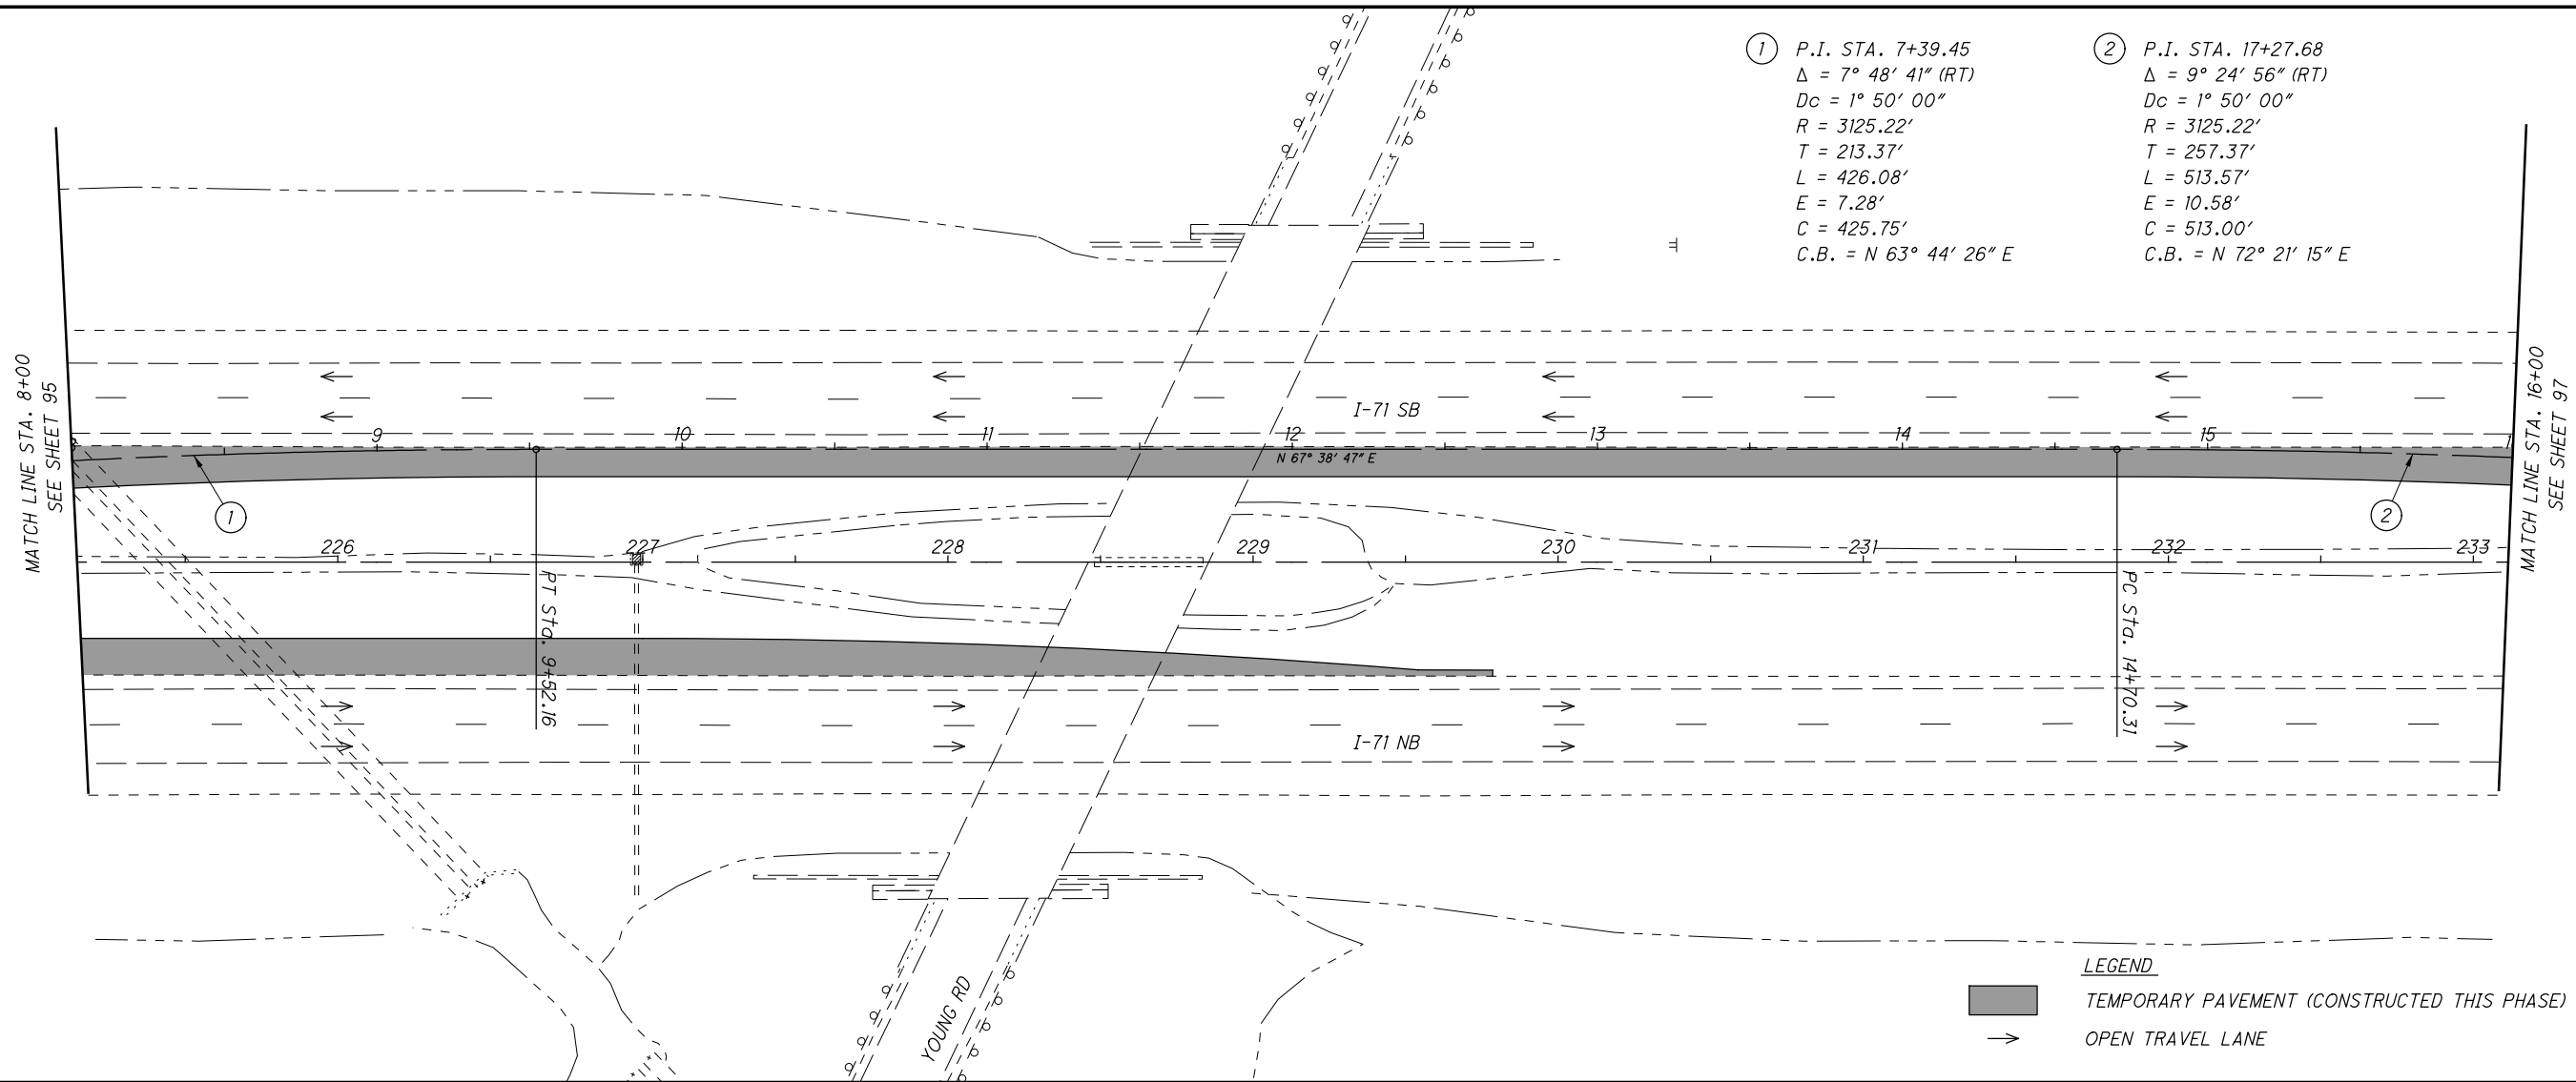 ① P.I. STA. 7+39.45
Δ = 7° 48' 41" (RT)
Dc = 1° 50' 00"
R = 3125.22'
T = 213.37'
L = 426.08'
E = 7.28'
C = 425.75'
C.B. = N 63° 44' 26" E
② P.I. STA. 17+27.68
Δ = 9° 24' 56" (RT)
Dc = 1° 50' 00"
R = 3125.22'
T = 257.37'
L = 513.57'
E = 10.58'
C = 513.00'
C.B. = N 72° 21' 15" E
MATCH LINE STA. 8+00
SEE SHEET 95
MATCH LINE STA. 16+00
SEE SHEET 97
I-71 SB
9 10 11 12 13 14 15
N 67° 38' 47" E
①
②
226 227 228 229 230 231 232 233
PT Sta. 9+52.16
PC Sta. 14+70.31
I-71 NB
YOUNG RD
LEGEND
TEMPORARY PAVEMENT (CONSTRUCTED THIS PHASE)
OPEN TRAVEL LANE